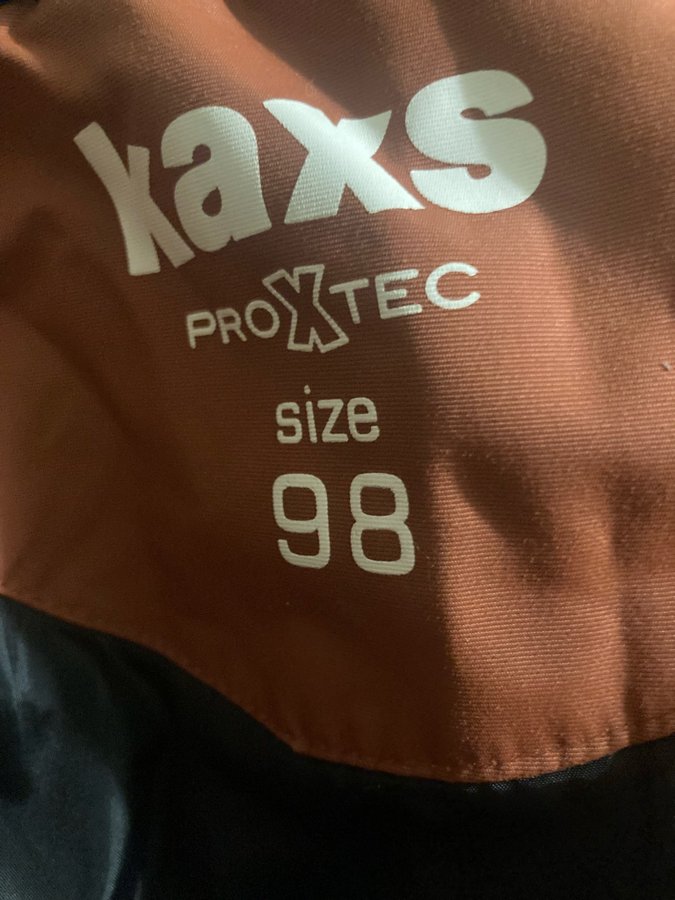 kaxs
PROXTEC
size
98